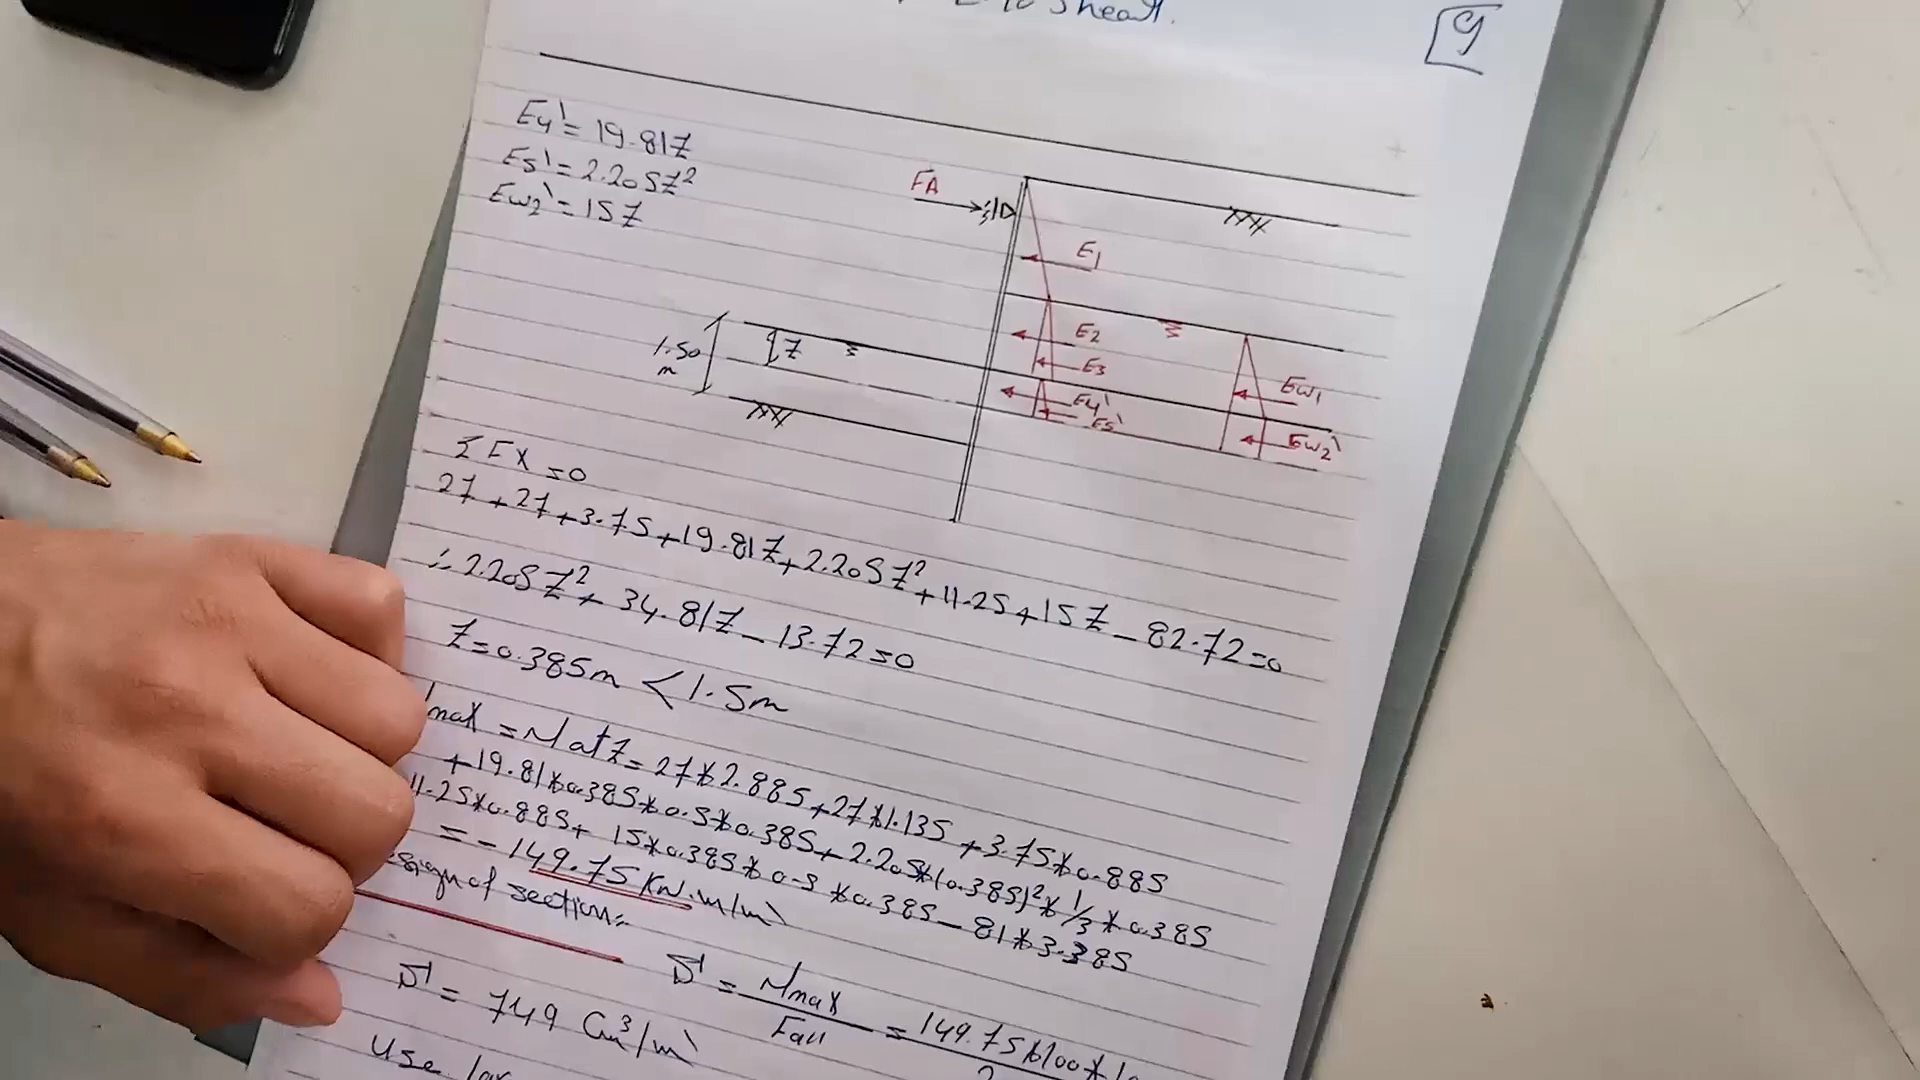 to shear.
9
E4' = 19.81Z
E5' = 2.205Z²
Ew2' = 15Z
FA
E1
E2
E3
E4'
E5'
Ew1
Ew2'
1.50
m
Z
ΣFX = 0
27 + 27 + 3.75 + 19.81Z + 2.205Z² + 11.25 + 15Z - 82.72 = 0
∴ 2.205Z² + 34.81Z - 13.72 = 0
Z = 0.385m < 1.5m
max = M at Z = 27*2.885 + 27*1.135 + 3.75*0.885
+ 19.81*0.385*0.5*0.385 + 2.205*(0.385)²*1/3*0.385
11.25*0.885 + 15*0.385*0.5*0.385 - 81*3.385
= - 149.75 KN.m/m'
sign of section:-
S' = Mmax / Fall = 149.75*100*
S' = 749 Cm³/m'
Use